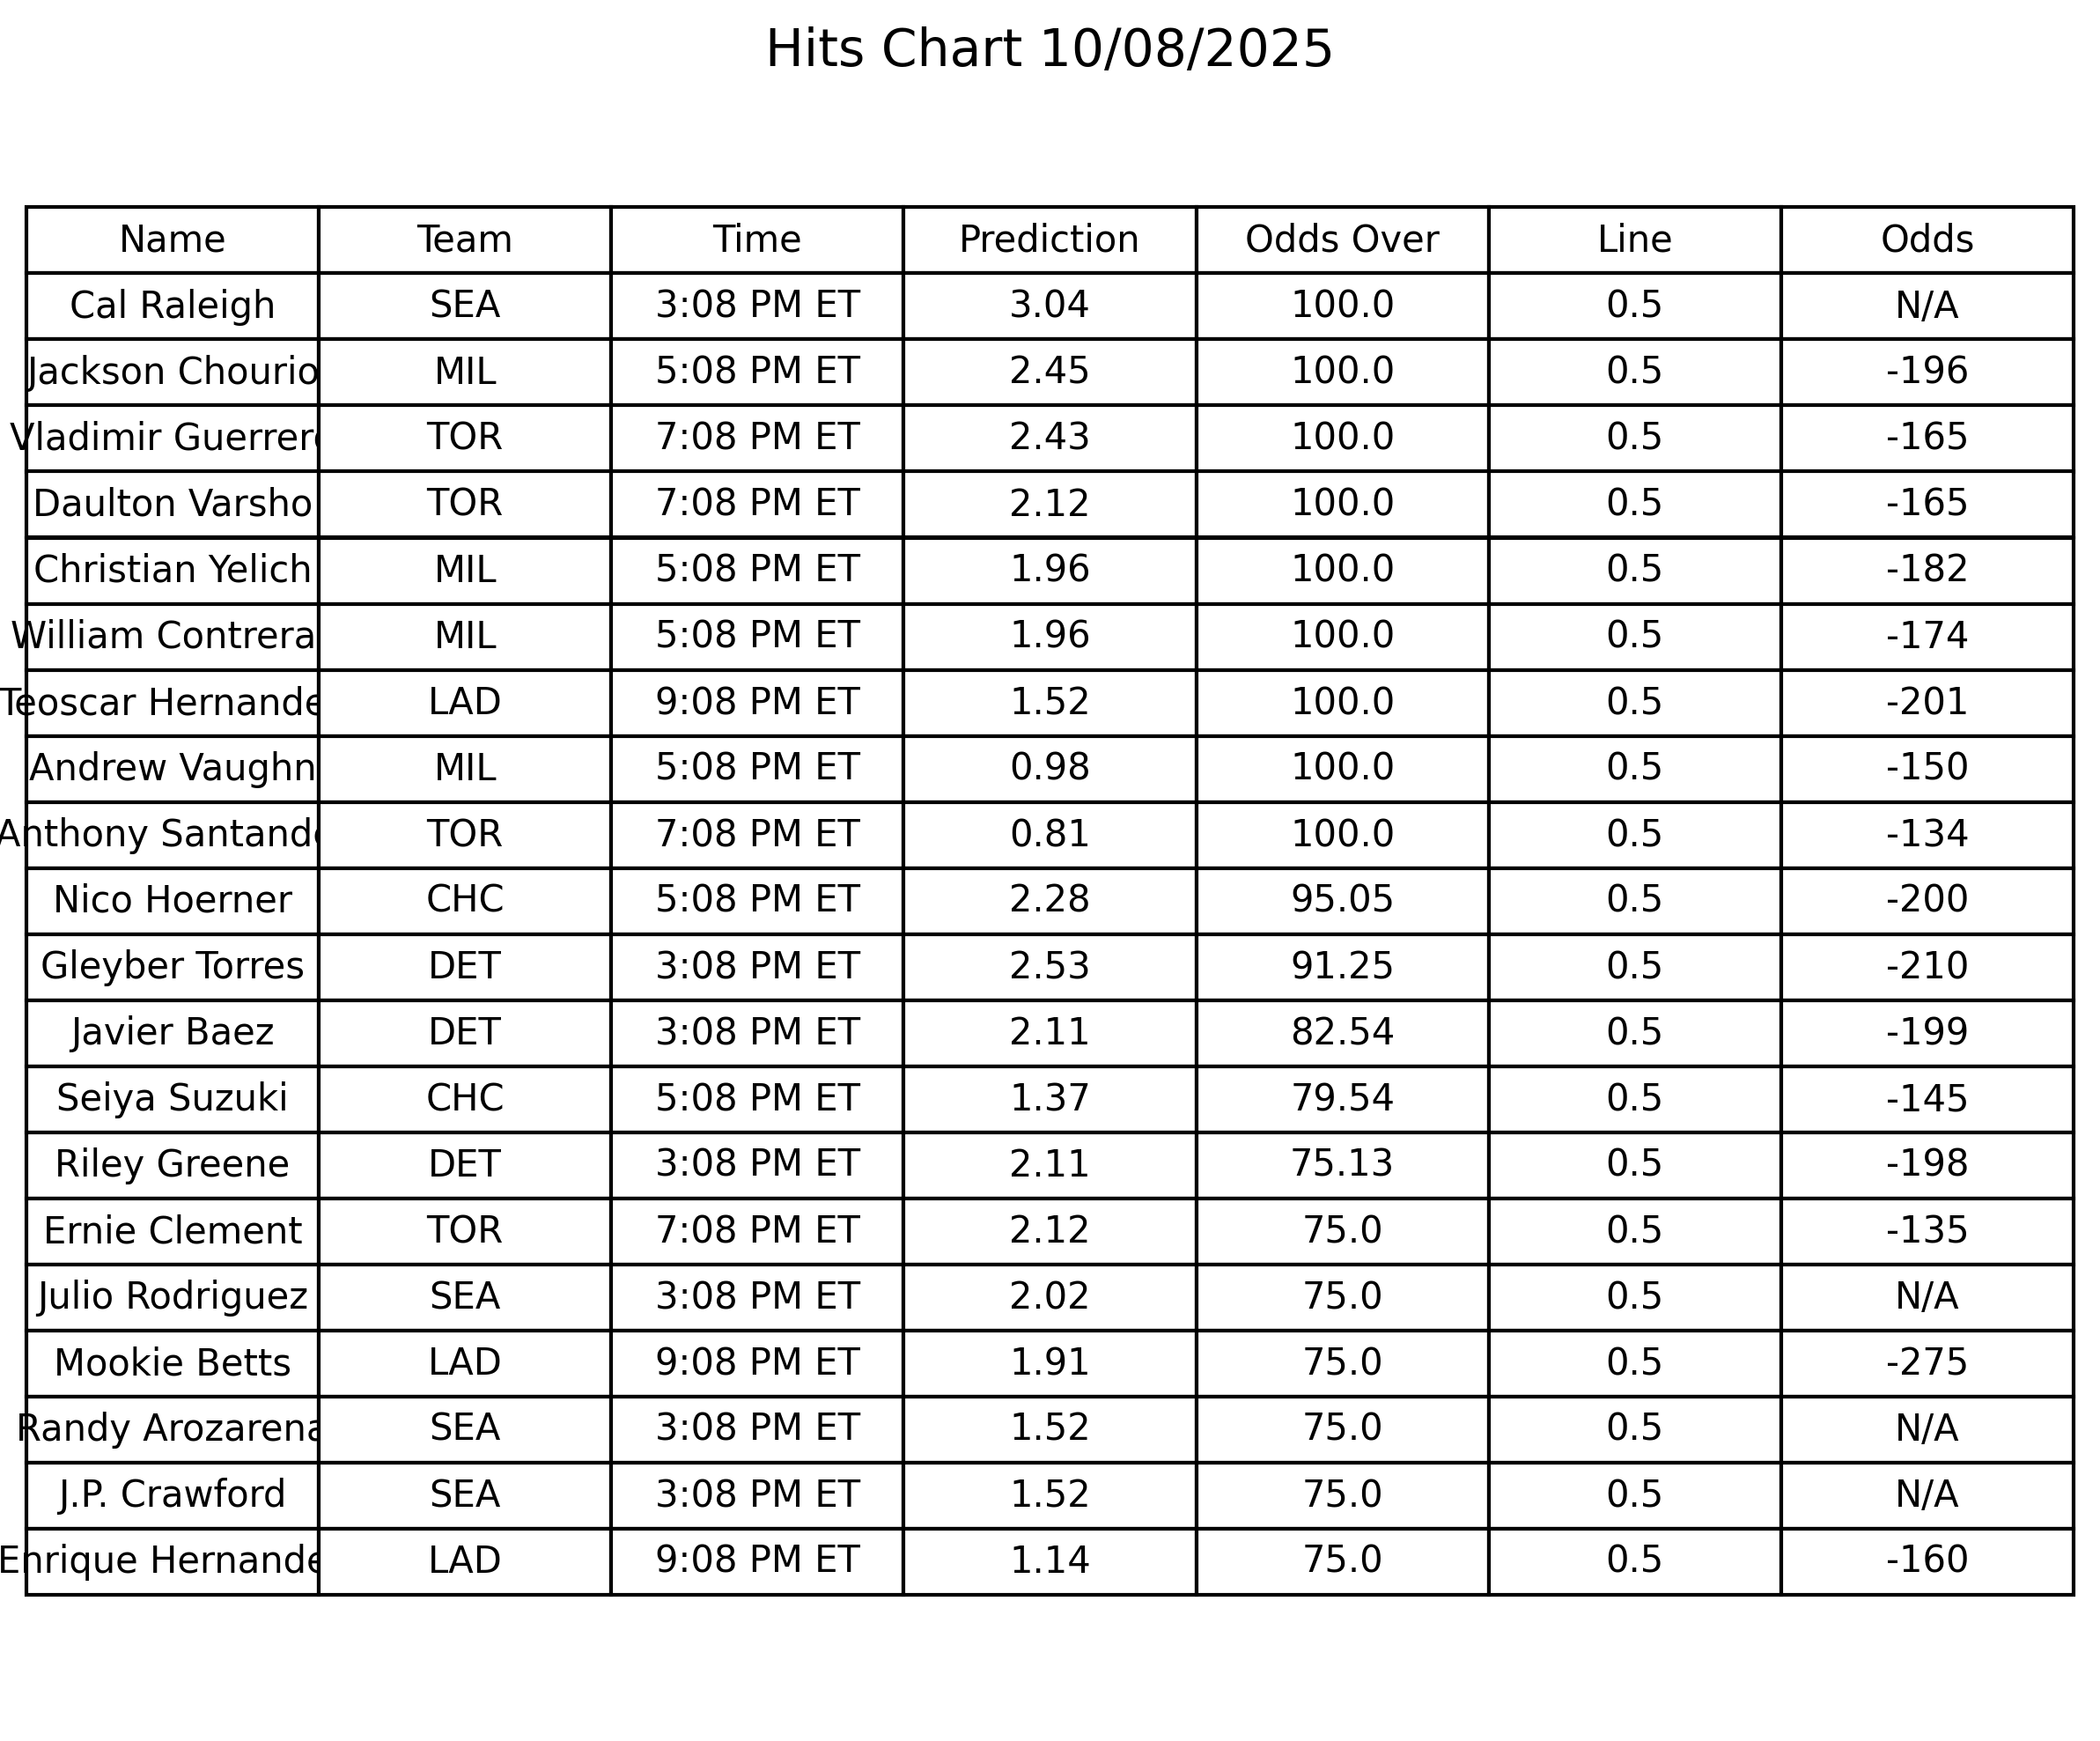 Hits Chart 10/08/2025
Name Team Time Prediction Odds Over Line Odds
Cal Raleigh SEA 3:08 PM ET 3.04 100.0 0.5 N/A
Jackson Chourio MIL 5:08 PM ET 2.45 100.0 0.5 -196
Vladimir Guerrero TOR 7:08 PM ET 2.43 100.0 0.5 -165
Daulton Varsho TOR 7:08 PM ET 2.12 100.0 0.5 -165
Christian Yelich MIL 5:08 PM ET 1.96 100.0 0.5 -182
William Contrera MIL 5:08 PM ET 1.96 100.0 0.5 -174
Teoscar Hernande LAD 9:08 PM ET 1.52 100.0 0.5 -201
Andrew Vaughn MIL 5:08 PM ET 0.98 100.0 0.5 -150
Anthony Santande TOR 7:08 PM ET 0.81 100.0 0.5 -134
Nico Hoerner CHC 5:08 PM ET 2.28 95.05 0.5 -200
Gleyber Torres DET 3:08 PM ET 2.53 91.25 0.5 -210
Javier Baez DET 3:08 PM ET 2.11 82.54 0.5 -199
Seiya Suzuki CHC 5:08 PM ET 1.37 79.54 0.5 -145
Riley Greene DET 3:08 PM ET 2.11 75.13 0.5 -198
Ernie Clement TOR 7:08 PM ET 2.12 75.0 0.5 -135
Julio Rodriguez SEA 3:08 PM ET 2.02 75.0 0.5 N/A
Mookie Betts LAD 9:08 PM ET 1.91 75.0 0.5 -275
Randy Arozarena SEA 3:08 PM ET 1.52 75.0 0.5 N/A
J.P. Crawford SEA 3:08 PM ET 1.52 75.0 0.5 N/A
Enrique Hernande LAD 9:08 PM ET 1.14 75.0 0.5 -160